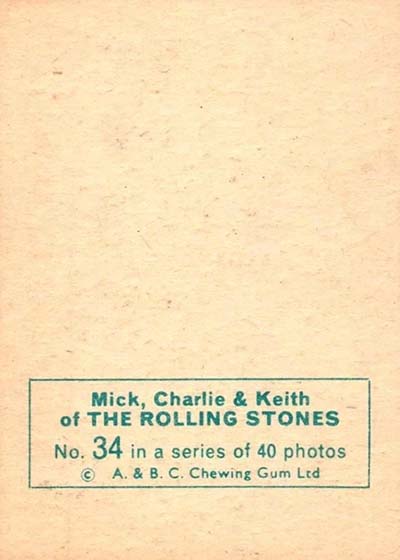 Mick, Charlie & Keith
of THE ROLLING STONES
No. 34 in a series of 40 photos
© A. & B. C. Chewing Gum Ltd